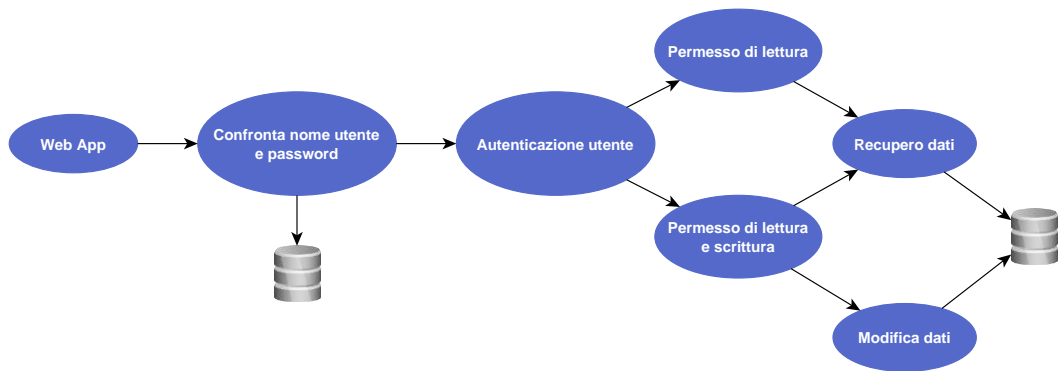 Web App
Confronta nome utente
e password
Autenticazione utente
Permesso di lettura
Permesso di lettura
e scrittura
Recupero dati
Modifica dati